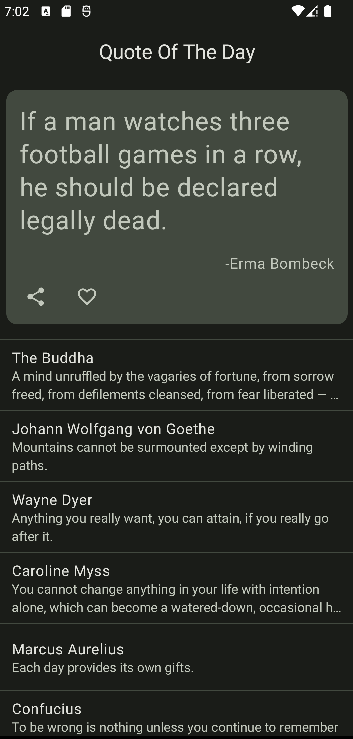 7:02
Quote Of The Day
If a man watches three
football games in a row,
he should be declared
legally dead.
-Erma Bombeck
The Buddha
A mind unruffled by the vagaries of fortune, from sorrow
freed, from defilements cleansed, from fear liberated — …
Johann Wolfgang von Goethe
Mountains cannot be surmounted except by winding
paths.
Wayne Dyer
Anything you really want, you can attain, if you really go
after it.
Caroline Myss
You cannot change anything in your life with intention
alone, which can become a watered-down, occasional h…
Marcus Aurelius
Each day provides its own gifts.
Confucius
To be wrong is nothing unless you continue to remember